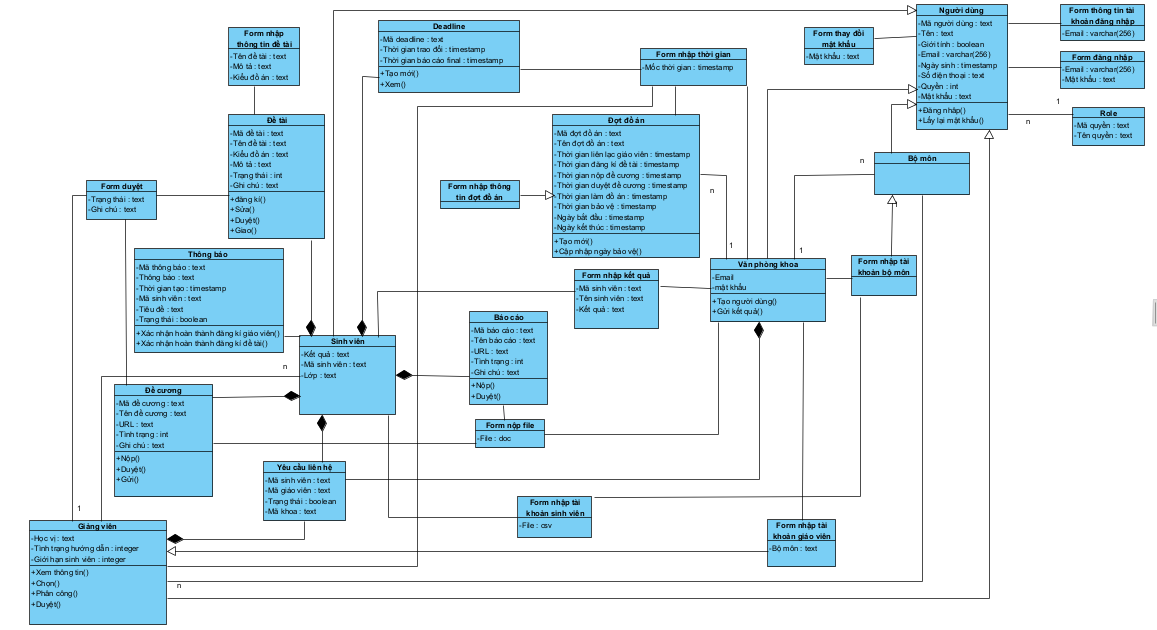 Form nhập
thông tin đề tài
-Tên đề tài : text
-Mô tả : text
-Kiểu đồ án : text
Deadline
-Mã deadline : text
-Thời gian trao đổi : timestamp
-Thời gian báo cáo final : timestamp
+Tạo mới()
+Xem()
Form nhập thời gian
-Mốc thời gian : timestamp
Form thay đổi
mật khẩu
-Mật khẩu : text
Người dùng
-Mã người dùng : text
-Tên : text
-Giới tính : boolean
-Email : varchar(256)
-Ngày sinh : timestamp
-Số điện thoại : text
-Quyền : int
-Mật khẩu : text
+Đăng nhập()
+Lấy lại mật khẩu()
Form thông tin tài
khoản đăng nhập
-Email : varchar(256)
Form đăng nhập
-Email : varchar(256)
-Mật khẩu : text
1
n
Role
-Mã quyền : text
-Tên quyền : text
Đề tài
-Mã đề tài : text
-Tên đề tài : text
-Kiểu đồ án : text
-Mô tả : text
-Trạng thái : int
-Ghi chú : text
+đăng kí()
+Sửa()
+Duyệt()
+Giao()
Đợt đồ án
-Mã đợt đồ án : text
-Tên đợt đồ án : text
-Thời gian liên lạc giáo viên : timestamp
-Thời gian đăng kí đề tài : timestamp
-Thời gian nộp đề cương : timestamp
-Thời gian duyệt đề cương : timestamp
-Thời gian làm đồ án : timestamp
-Thời gian bảo vệ : timestamp
-Ngày bắt đầu : timestamp
-Ngày kết thúc : timestamp
+Tạo mới()
+Cập nhập ngày bảo vệ()
Form duyệt
-Trạng thái : text
-Ghi chú : text
Form nhập thông
tin đợt đồ án
n
1
n
Bộ môn
1
1
Thông báo
-Mã thông báo : text
-Thông báo : text
-Thời gian tạo : timestamp
-Mã sinh viên : text
-Tiêu đề : text
-Trạng thái : boolean
+Xác nhận hoàn thành đăng kí giáo viên()
+Xác nhận hoàn thành đăng kí đề tài()
Form nhập kết quả
-Mã sinh viên : text
-Tên sinh viên : text
-Kết quả : text
Văn phòng khoa
-Email
-mật khẩu
+Tạo người dùng()
+Gửi kết quả()
Form nhập tài
khoản bộ môn
Sinh viên
-Kết quả : text
-Mã sinh viên : text
-Lớp : text
n
Báo cáo
-Mã báo cáo : text
-Tên báo cáo : text
-URL : text
-Tình trạng : int
-Ghi chú : text
+Nộp()
+Duyệt()
Đề cương
-Mã đề cương : text
-Tên đề cương : text
-URL : text
-Tình trạng : int
-Ghi chú : text
+Nộp()
+Duyệt()
+Gửi()
Form nộp file
-File : doc
Yêu cầu liên hệ
-Mã sinh viên : text
-Mã giáo viên : text
-Trạng thái : boolean
-Mã khoa : text
Form nhập tài
khoản sinh viên
-File : csv
Form nhập tài
khoản giáo viên
-Bộ môn : text
1
Giảng viên
-Học vị : text
-Tình trạng hướng dẫn : integer
-Giới hạn sinh viên : integer
+Xem thông tin()
+Chọn()
+Phân công()
+Duyệt()
n